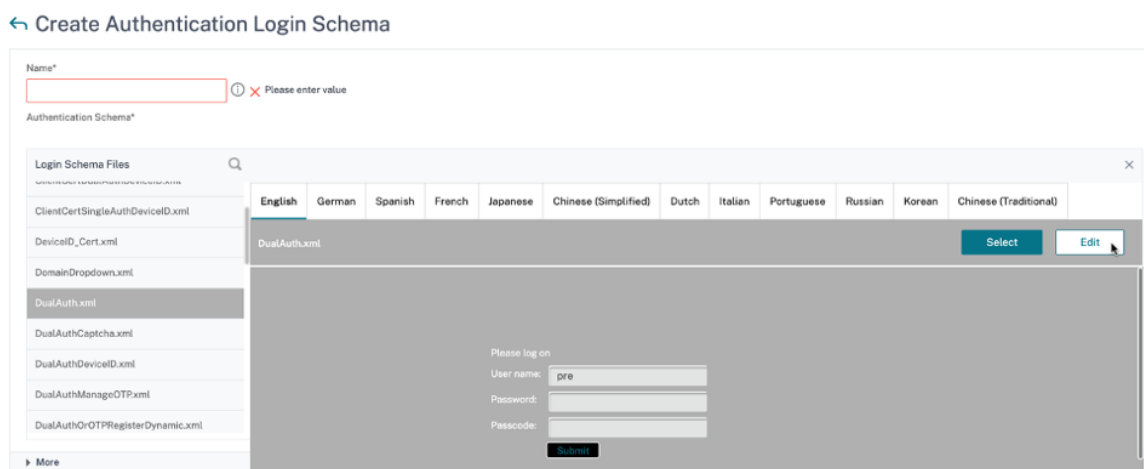 Create Authentication Login Schema
Name*
Please enter value
Authentication Schema*
Login Schema Files
ClientCertSingleAuthDeviceID.xml
DeviceID_Cert.xml
DomainDropdown.xml
DualAuth.xml
DualAuthCaptcha.xml
DualAuthDeviceID.xml
DualAuthManageOTP.xml
DualAuthOrOTPRegisterDynamic.xml
More
English German Spanish French Japanese Chinese (Simplified) Dutch Italian Portuguese Russian Korean Chinese (Traditional)
DualAuth.xml Select Edit
Please log on
User name: pre
Password:
Passcode:
Submit